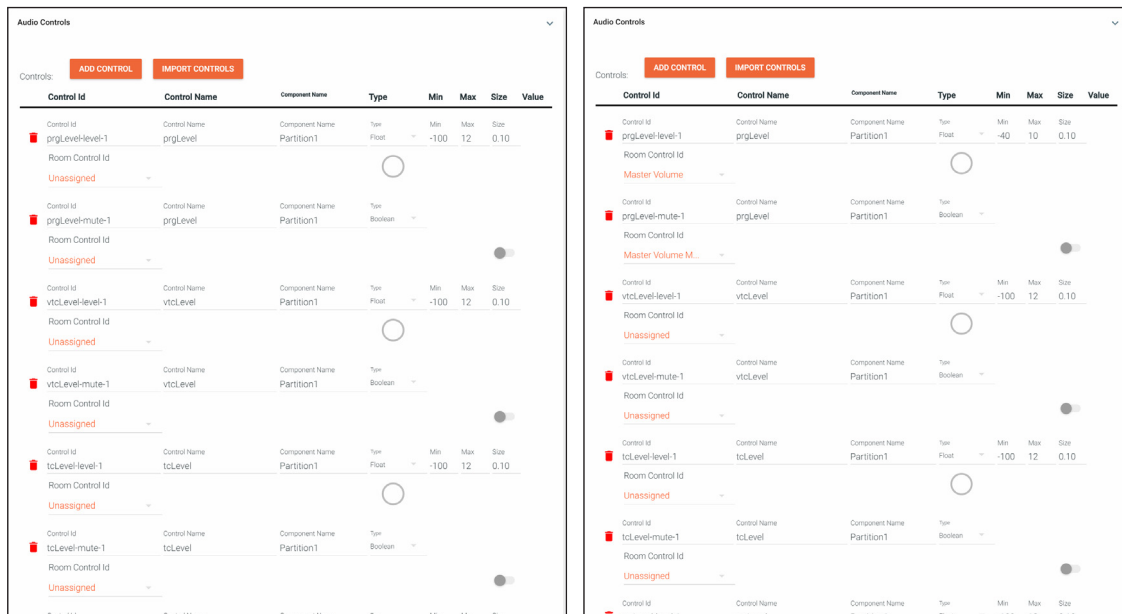 Audio Controls
Controls: ADD CONTROL IMPORT CONTROLS
Control Id Control Name Component Name Type Min Max Size Value
Control Id Control Name Component Name Type Min Max Size
prgLevel-level-1 prgLevel Partition1 Float -100 12 0.10
Room Control Id
Unassigned
Control Id Control Name Component Name Type
prgLevel-mute-1 prgLevel Partition1 Boolean
Room Control Id
Unassigned
Control Id Control Name Component Name Type Min Max Size
vtcLevel-level-1 vtcLevel Partition1 Float -100 12 0.10
Room Control Id
Unassigned
Control Id Control Name Component Name Type
vtcLevel-mute-1 vtcLevel Partition1 Boolean
Room Control Id
Unassigned
Control Id Control Name Component Name Type Min Max Size
tcLevel-level-1 tcLevel Partition1 Float -100 12 0.10
Room Control Id
Unassigned
Control Id Control Name Component Name Type
tcLevel-mute-1 tcLevel Partition1 Boolean
Room Control Id
Unassigned
Audio Controls
Controls: ADD CONTROL IMPORT CONTROLS
Control Id Control Name Component Name Type Min Max Size Value
Control Id Control Name Component Name Type Min Max Size
prgLevel-level-1 prgLevel Partition1 Float -40 10 0.10
Room Control Id
Master Volume
Control Id Control Name Component Name Type
prgLevel-mute-1 prgLevel Partition1 Boolean
Room Control Id
Master Volume M...
Control Id Control Name Component Name Type Min Max Size
vtcLevel-level-1 vtcLevel Partition1 Float -100 12 0.10
Room Control Id
Unassigned
Control Id Control Name Component Name Type
vtcLevel-mute-1 vtcLevel Partition1 Boolean
Room Control Id
Unassigned
Control Id Control Name Component Name Type Min Max Size
tcLevel-level-1 tcLevel Partition1 Float -100 12 0.10
Room Control Id
Unassigned
Control Id Control Name Component Name Type
tcLevel-mute-1 tcLevel Partition1 Boolean
Room Control Id
Unassigned